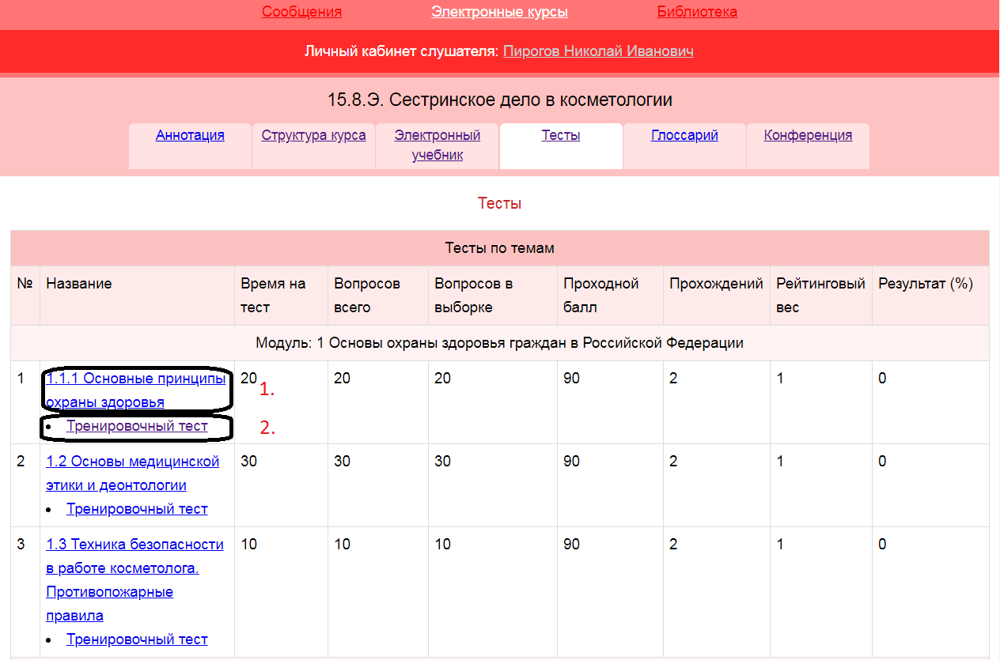 Сообщения Электронные курсы Библиотека
Личный кабинет слушателя: Пирогов Николай Иванович
15.8.Э. Сестринское дело в косметологии
Аннотация Структура курса Электронный учебник Тесты Глоссарий Конференция
Тесты
Тесты по темам
№ Название Время на тест Вопросов всего Вопросов в выборке Проходной балл Прохождений Рейтинговый вес Результат (%)
Модуль: 1 Основы охраны здоровья граждан в Российской Федерации
1 1.1.1 Основные принципы 20 20 20 90 2 1 0
1.
охраны здоровья
• Тренировочный тест 2.
2 1.2 Основы медицинской 30 30 30 90 2 1 0
этики и деонтологии
• Тренировочный тест
3 1.3 Техника безопасности 10 10 10 90 2 1 0
в работе косметолога.
Противопожарные
правила
• Тренировочный тест